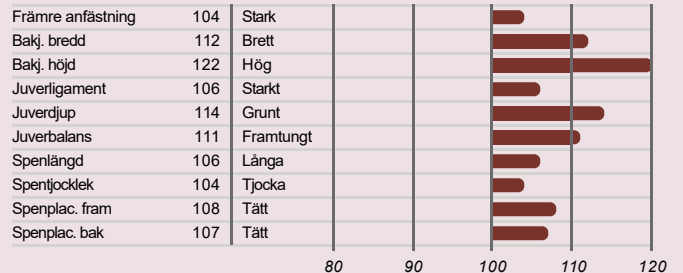 Främre anfästning 104 Stark
Bakj. bredd 112 Brett
Bakj. höjd 122 Hög
Juverligament 106 Starkt
Juverdjup 114 Grunt
Juverbalans 111 Framtungt
Spenlängd 106 Långa
Spentjocklek 104 Tjocka
Spenplac. fram 108 Tätt
Spenplac. bak 107 Tätt
80 90 100 110 120